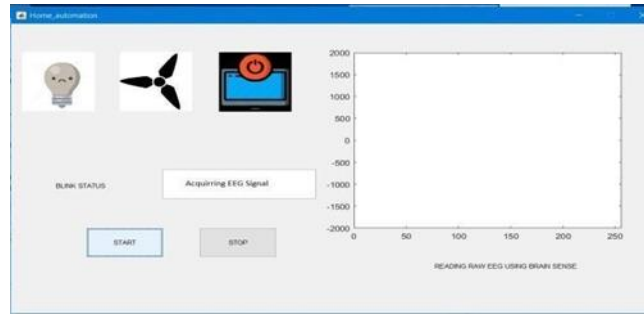 Home_automation
2000
1500
1000
500
0
-500
-1000
-1500
-2000
0 50 100 150 200 250
READING RAW EEG USING BRAIN SENSE
BLINK STATUS
Acquirring EEG Signal
START
STOP